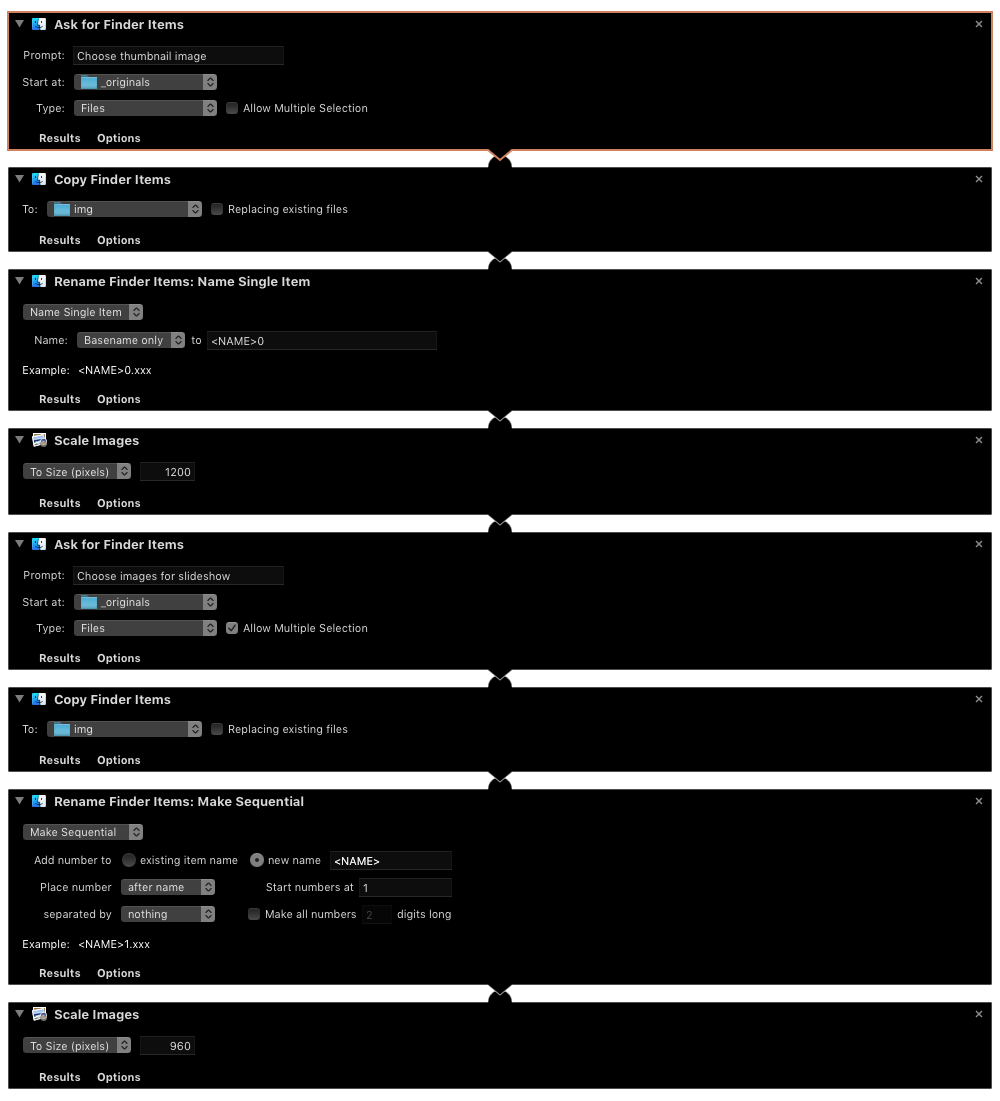 Ask for Finder Items
Prompt: Choose thumbnail image
Start at: _originals
Type: Files Allow Multiple Selection
Results Options
Copy Finder Items
To: img Replacing existing files
Results Options
Rename Finder Items: Name Single Item
Name Single Item
Name: Basename only to <NAME>0
Example: <NAME>0.xxx
Results Options
Scale Images
To Size (pixels) 1200
Results Options
Ask for Finder Items
Prompt: Choose images for slideshow
Start at: _originals
Type: Files Allow Multiple Selection
Results Options
Copy Finder Items
To: img Replacing existing files
Results Options
Rename Finder Items: Make Sequential
Make Sequential
Add number to existing item name new name <NAME>
Place number after name Start numbers at 1
separated by nothing Make all numbers 2 digits long
Example: <NAME>1.xxx
Results Options
Scale Images
To Size (pixels) 960
Results Options